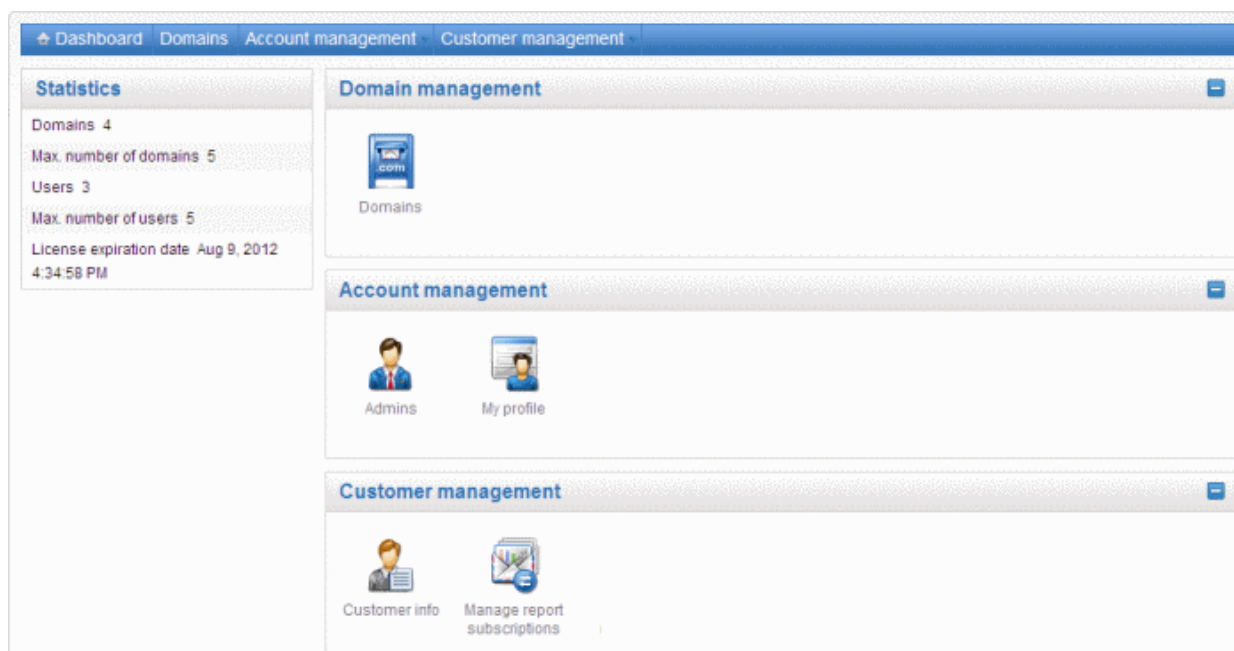 Dashboard Domains Account management Customer management
Statistics
Domains 4
Max. number of domains 5
Users 3
Max. number of users 5
License expiration date Aug 9, 2012
4:34:58 PM
Domain management
.com
Domains
Account management
Admins My profile
Customer management
Customer info Manage report
subscriptions